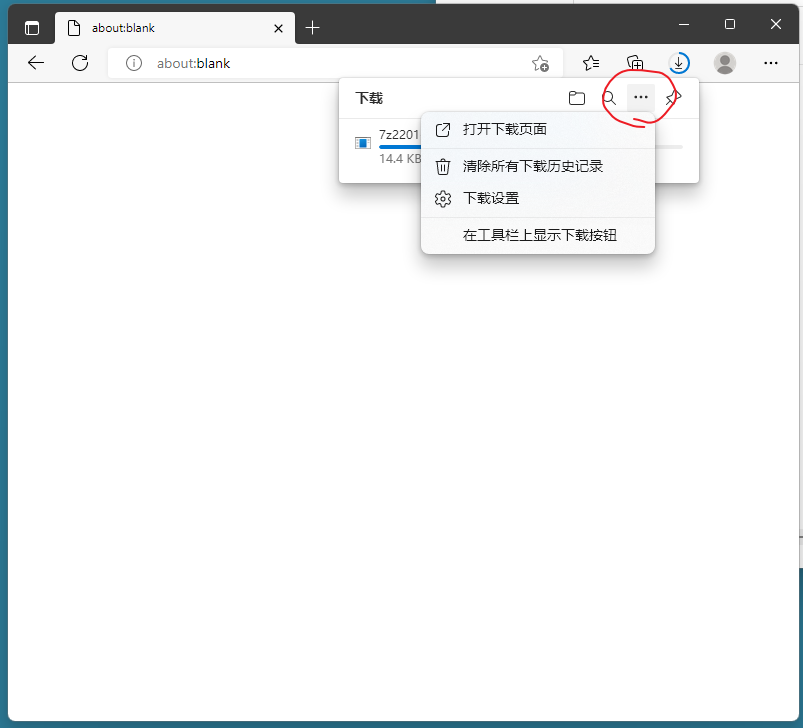 about:blank
about:blank
下载
7z2201
14.4 KB
打开下载页面
清除所有下载历史记录
下载设置
在工具栏上显示下载按钮